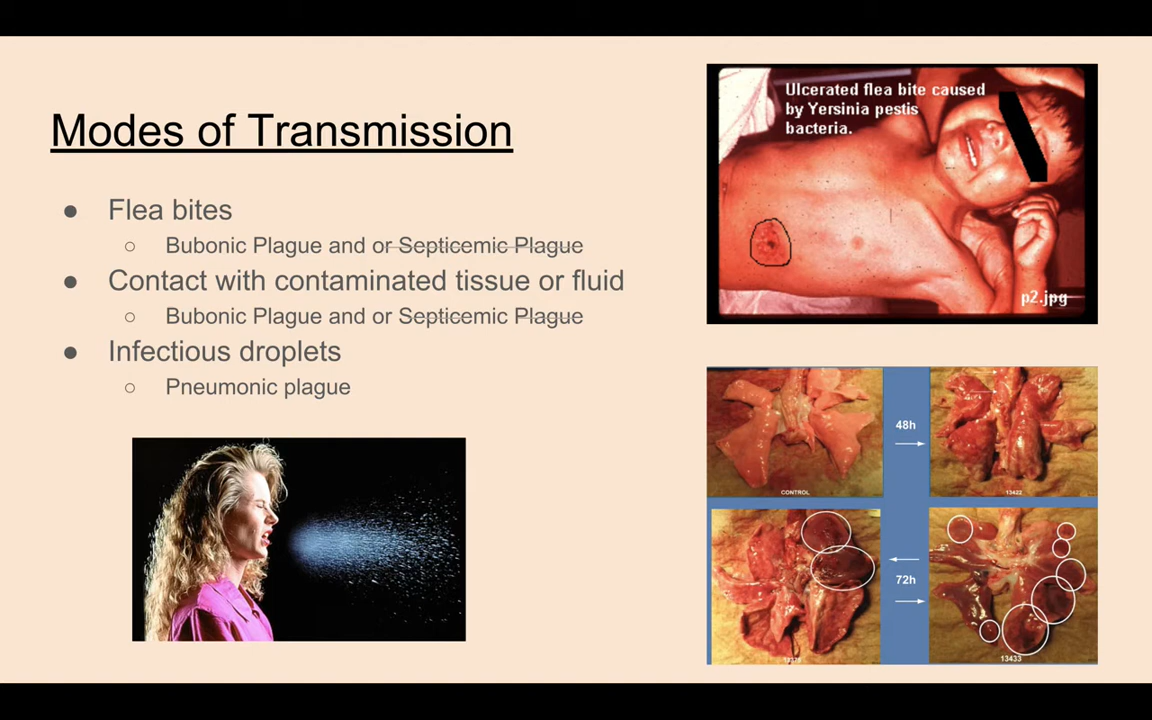 Modes of Transmission
● Flea bites
○ Bubonic Plague and or Septicemic Plague
● Contact with contaminated tissue or fluid
○ Bubonic Plague and or Septicemic Plague
● Infectious droplets
○ Pneumonic plague
Ulcerated flea bite caused
by Yersinia pestis
bacteria.
p2.jpg
48h
CONTROL
13422
72h
13433